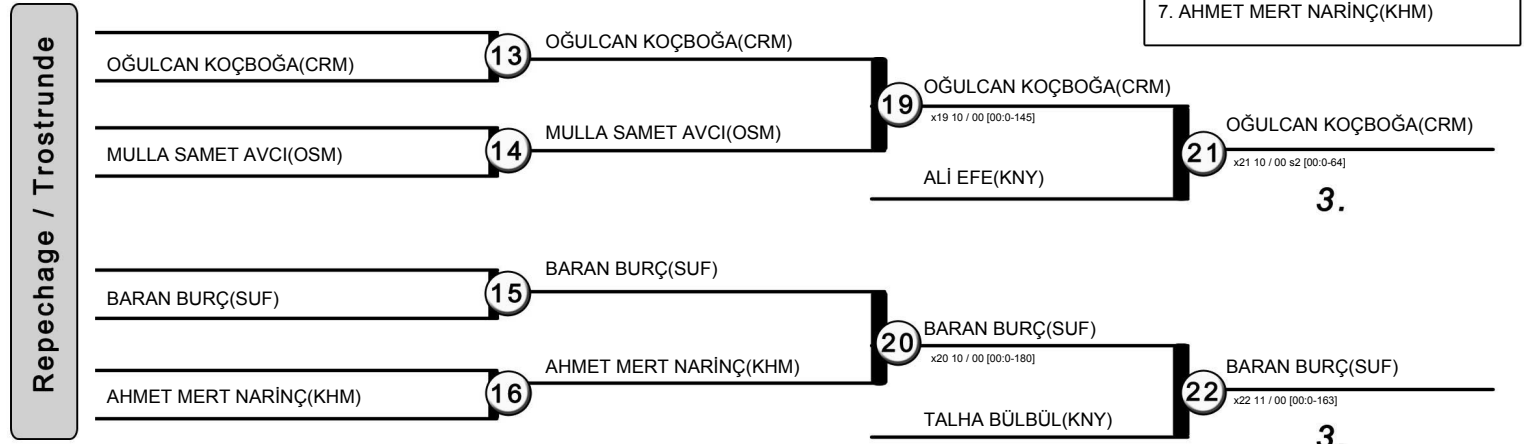 7. AHMET MERT NARİNÇ(KHM)
Repechage / Trostrunde
OĞULCAN KOÇBOĞA(CRM)
13
OĞULCAN KOÇBOĞA(CRM)
MULLA SAMET AVCI(OSM)
14
MULLA SAMET AVCI(OSM)
19
OĞULCAN KOÇBOĞA(CRM)
x19 10 / 00 [00:0-145]
ALİ EFE(KNY)
21
OĞULCAN KOÇBOĞA(CRM)
x21 10 / 00 s2 [00:0-64]
3.
BARAN BURÇ(SUF)
15
BARAN BURÇ(SUF)
AHMET MERT NARİNÇ(KHM)
16
AHMET MERT NARİNÇ(KHM)
20
BARAN BURÇ(SUF)
x20 10 / 00 [00:0-180]
TALHA BÜLBÜL(KNY)
22
BARAN BURÇ(SUF)
x22 11 / 00 [00:0-163]
3